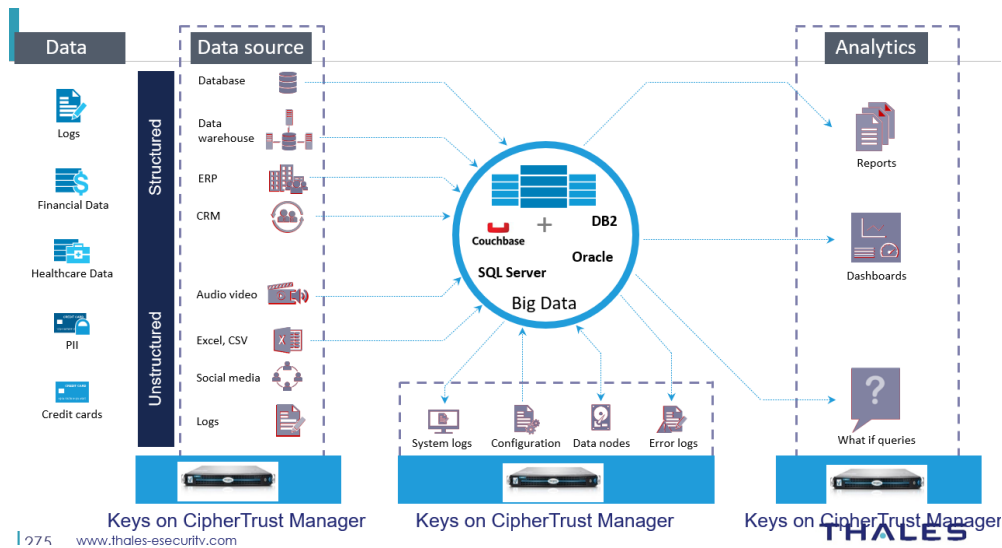 Data
Data source
Analytics
Logs
Financial Data
Healthcare Data
PII
Credit cards
Structured
Unstructured
Database
Data
warehouse
ERP
CRM
Audio video
Excel, CSV
Social media
Logs
Couchbase
+
DB2
Oracle
SQL Server
Big Data
System logs
Configuration
Data nodes
Error logs
Reports
Dashboards
?
What if queries
Keys on CipherTrust Manager
Keys on CipherTrust Manager
Keys on CipherTrust Manager
275
www.thales-esecurity.com
THALES